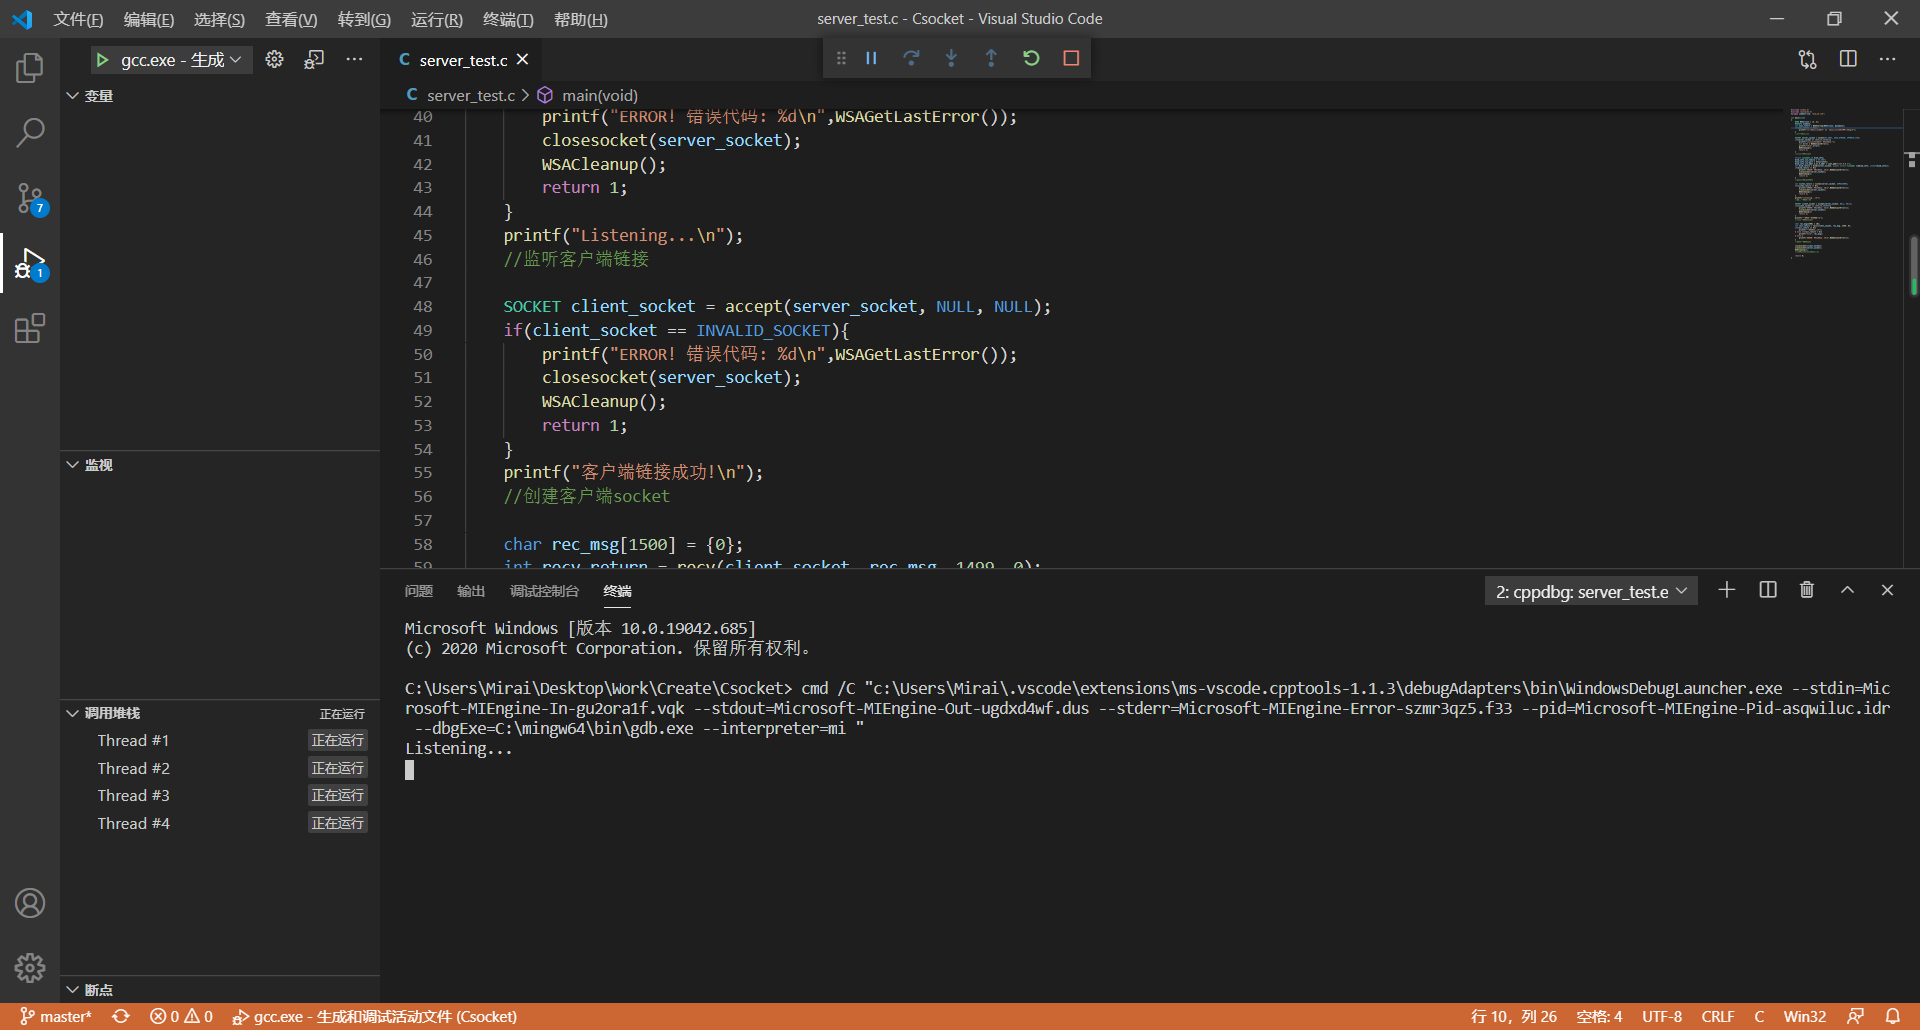 文件(F) 编辑(E) 选择(S) 查看(V) 转到(G) 运行(R) 终端(T) 帮助(H)
server_test.c - Csocket - Visual Studio Code
gcc.exe - 生成
变量
7
1
监视
调用堆栈 正在运行
Thread #1 正在运行
Thread #2 正在运行
Thread #3 正在运行
Thread #4 正在运行
断点
C server_test.c
C server_test.c > main(void)
40 printf("ERROR! 错误代码: %d\n",WSAGetLastError());
41 closesocket(server_socket);
42 WSACleanup();
43 return 1;
44 }
45 printf("Listening...\n");
46 //监听客户端链接
47
48 SOCKET client_socket = accept(server_socket, NULL, NULL);
49 if(client_socket == INVALID_SOCKET){
50 printf("ERROR! 错误代码: %d\n",WSAGetLastError());
51 closesocket(server_socket);
52 WSACleanup();
53 return 1;
54 }
55 printf("客户端链接成功!\n");
56 //创建客户端socket
57
58 char rec_msg[1500] = {0};
59 int recv_return = recv(client_socket, rec_msg, 1499, 0);
问题 输出 调试控制台 终端
2: cppdbg: server_test.e
Microsoft Windows [版本 10.0.19042.685]
(c) 2020 Microsoft Corporation. 保留所有权利。
C:\Users\Mirai\Desktop\Work\Create\Csocket> cmd /C "c:\Users\Mirai\.vscode\extensions\ms-vscode.cpptools-1.1.3\debugAdapters\bin\WindowsDebugLauncher.exe --stdin=Mic
rosoft-MIEngine-In-gu2ora1f.vqk --stdout=Microsoft-MIEngine-Out-ugdxd4wf.dus --stderr=Microsoft-MIEngine-Error-szmr3qz5.f33 --pid=Microsoft-MIEngine-Pid-asqwiluc.idr
--dbgExe=C:\mingw64\bin\gdb.exe --interpreter=mi "
Listening...
master* 0 0 gcc.exe - 生成和调试活动文件 (Csocket) 行 10，列 26 空格: 4 UTF-8 CRLF C Win32